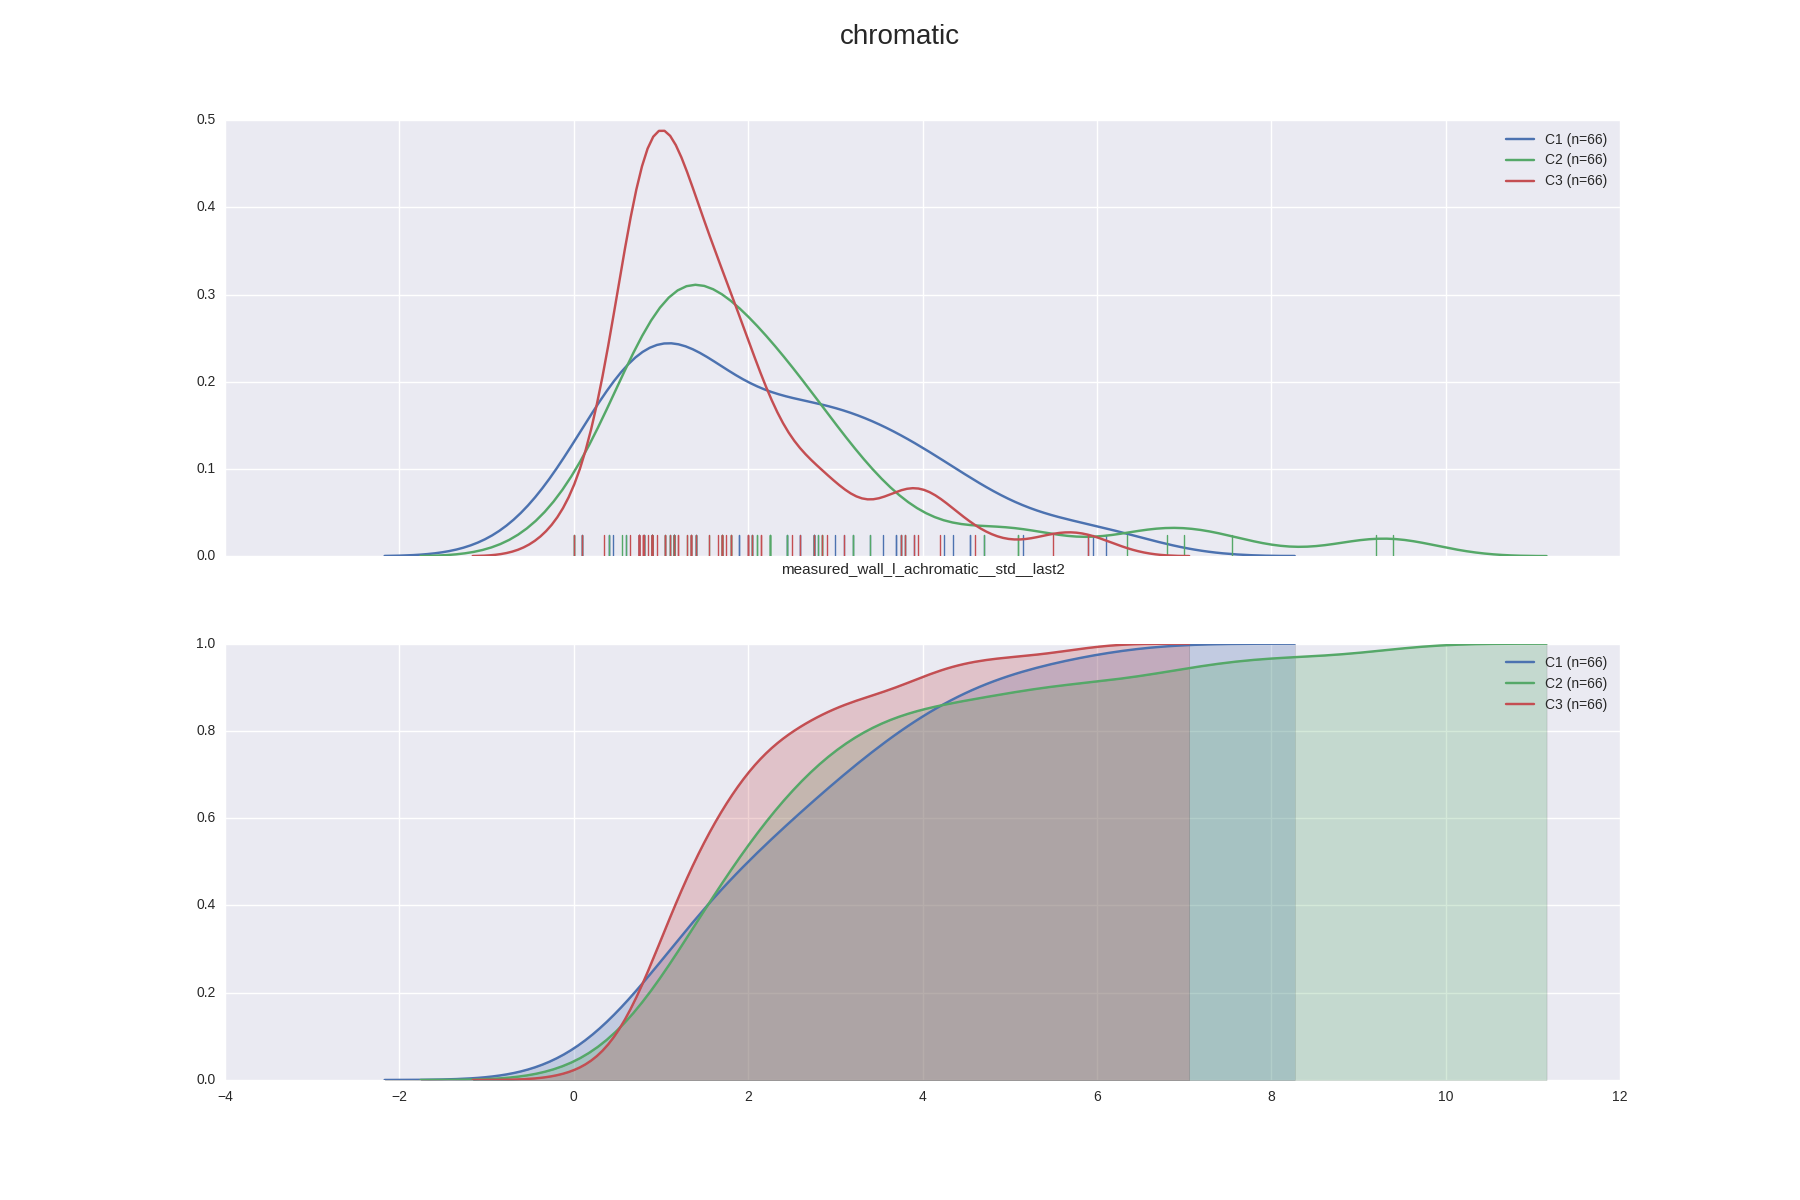 chromatic
0.5
0.4
0.3
0.2
0.1
0.0
C1 (n=66)
C2 (n=66)
C3 (n=66)
measured_wall_l_achromatic__std__last2
1.0
0.8
0.6
0.4
0.2
0.0
C1 (n=66)
C2 (n=66)
C3 (n=66)
−4 −2 0 2 4 6 8 10 12